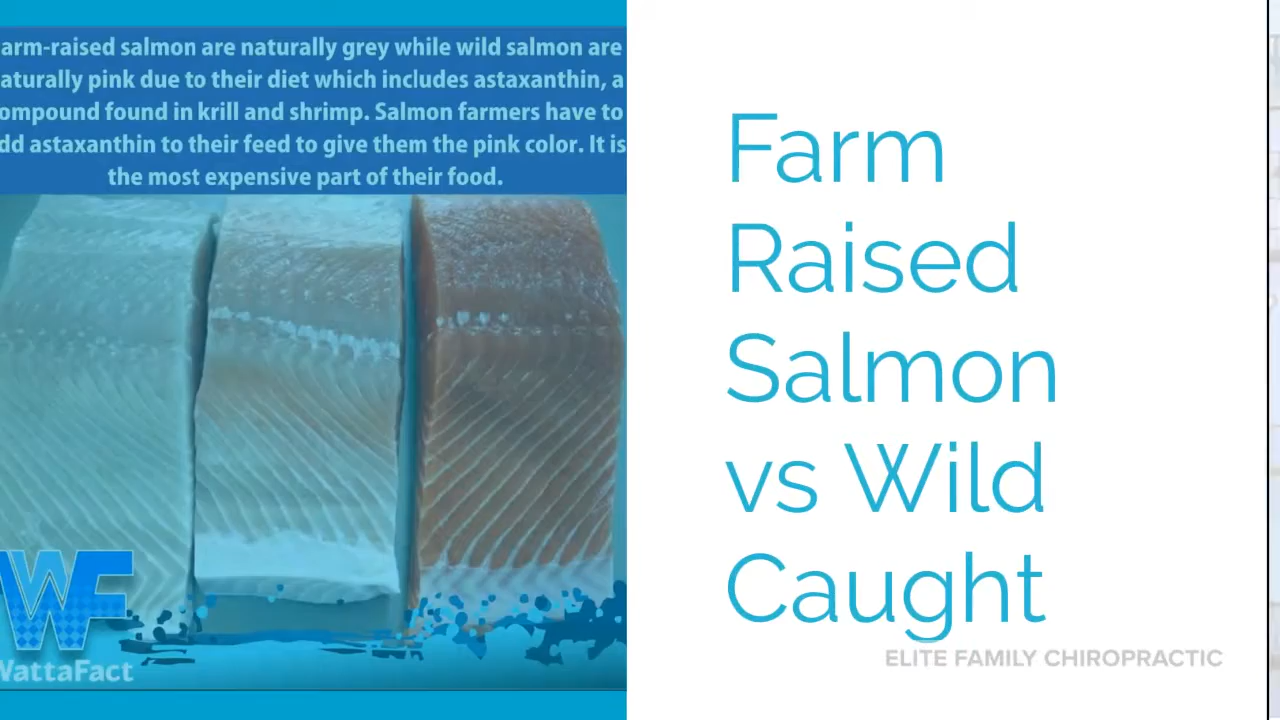 arm-raised salmon are naturally grey while wild salmon are
aturally pink due to their diet which includes astaxanthin, a
ompound found in krill and shrimp. Salmon farmers have to
dd astaxanthin to their feed to give them the pink color. It is
the most expensive part of their food.
WF
WattaFact
Farm
Raised
Salmon
vs Wild
Caught
ELITE FAMILY CHIROPRACTIC